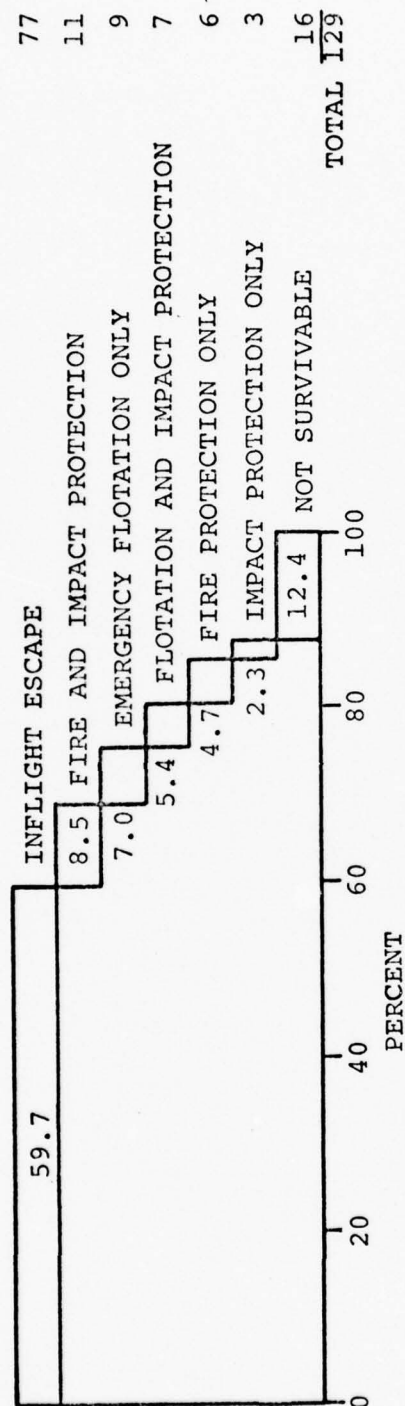 59.7 INFLIGHT ESCAPE 77
8.5 FIRE AND IMPACT PROTECTION 11
7.0 EMERGENCY FLOTATION ONLY 9
5.4 FLOTATION AND IMPACT PROTECTION 7
4.7 FIRE PROTECTION ONLY 6
2.3 IMPACT PROTECTION ONLY 3
12.4 NOT SURVIVABLE 16
TOTAL 129
0 20 40 60 80 100
PERCENT